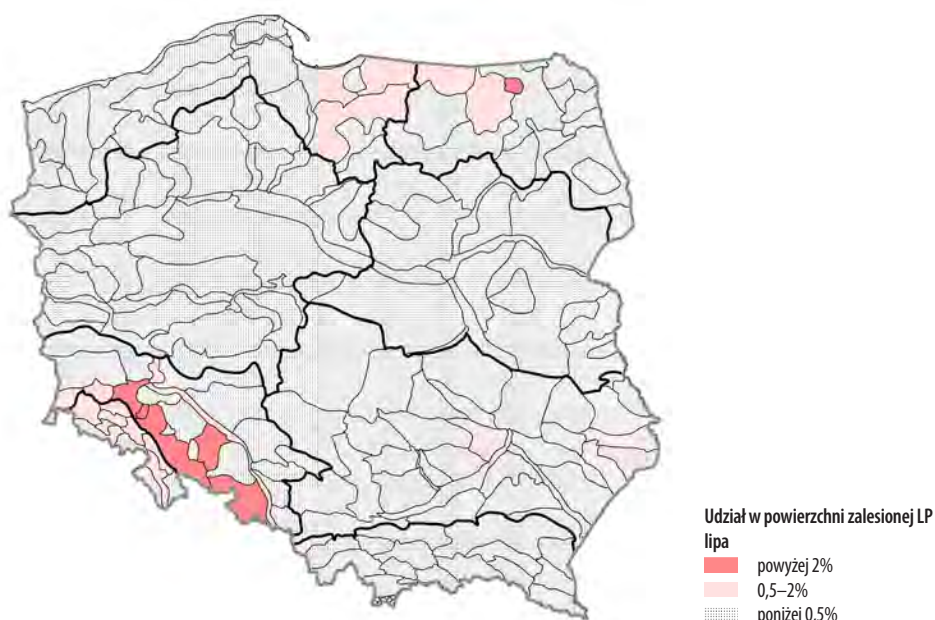 Udział w powierzchni zalesionej LP
lipa
powyżej 2%
0,5–2%
poniżej 0,5%